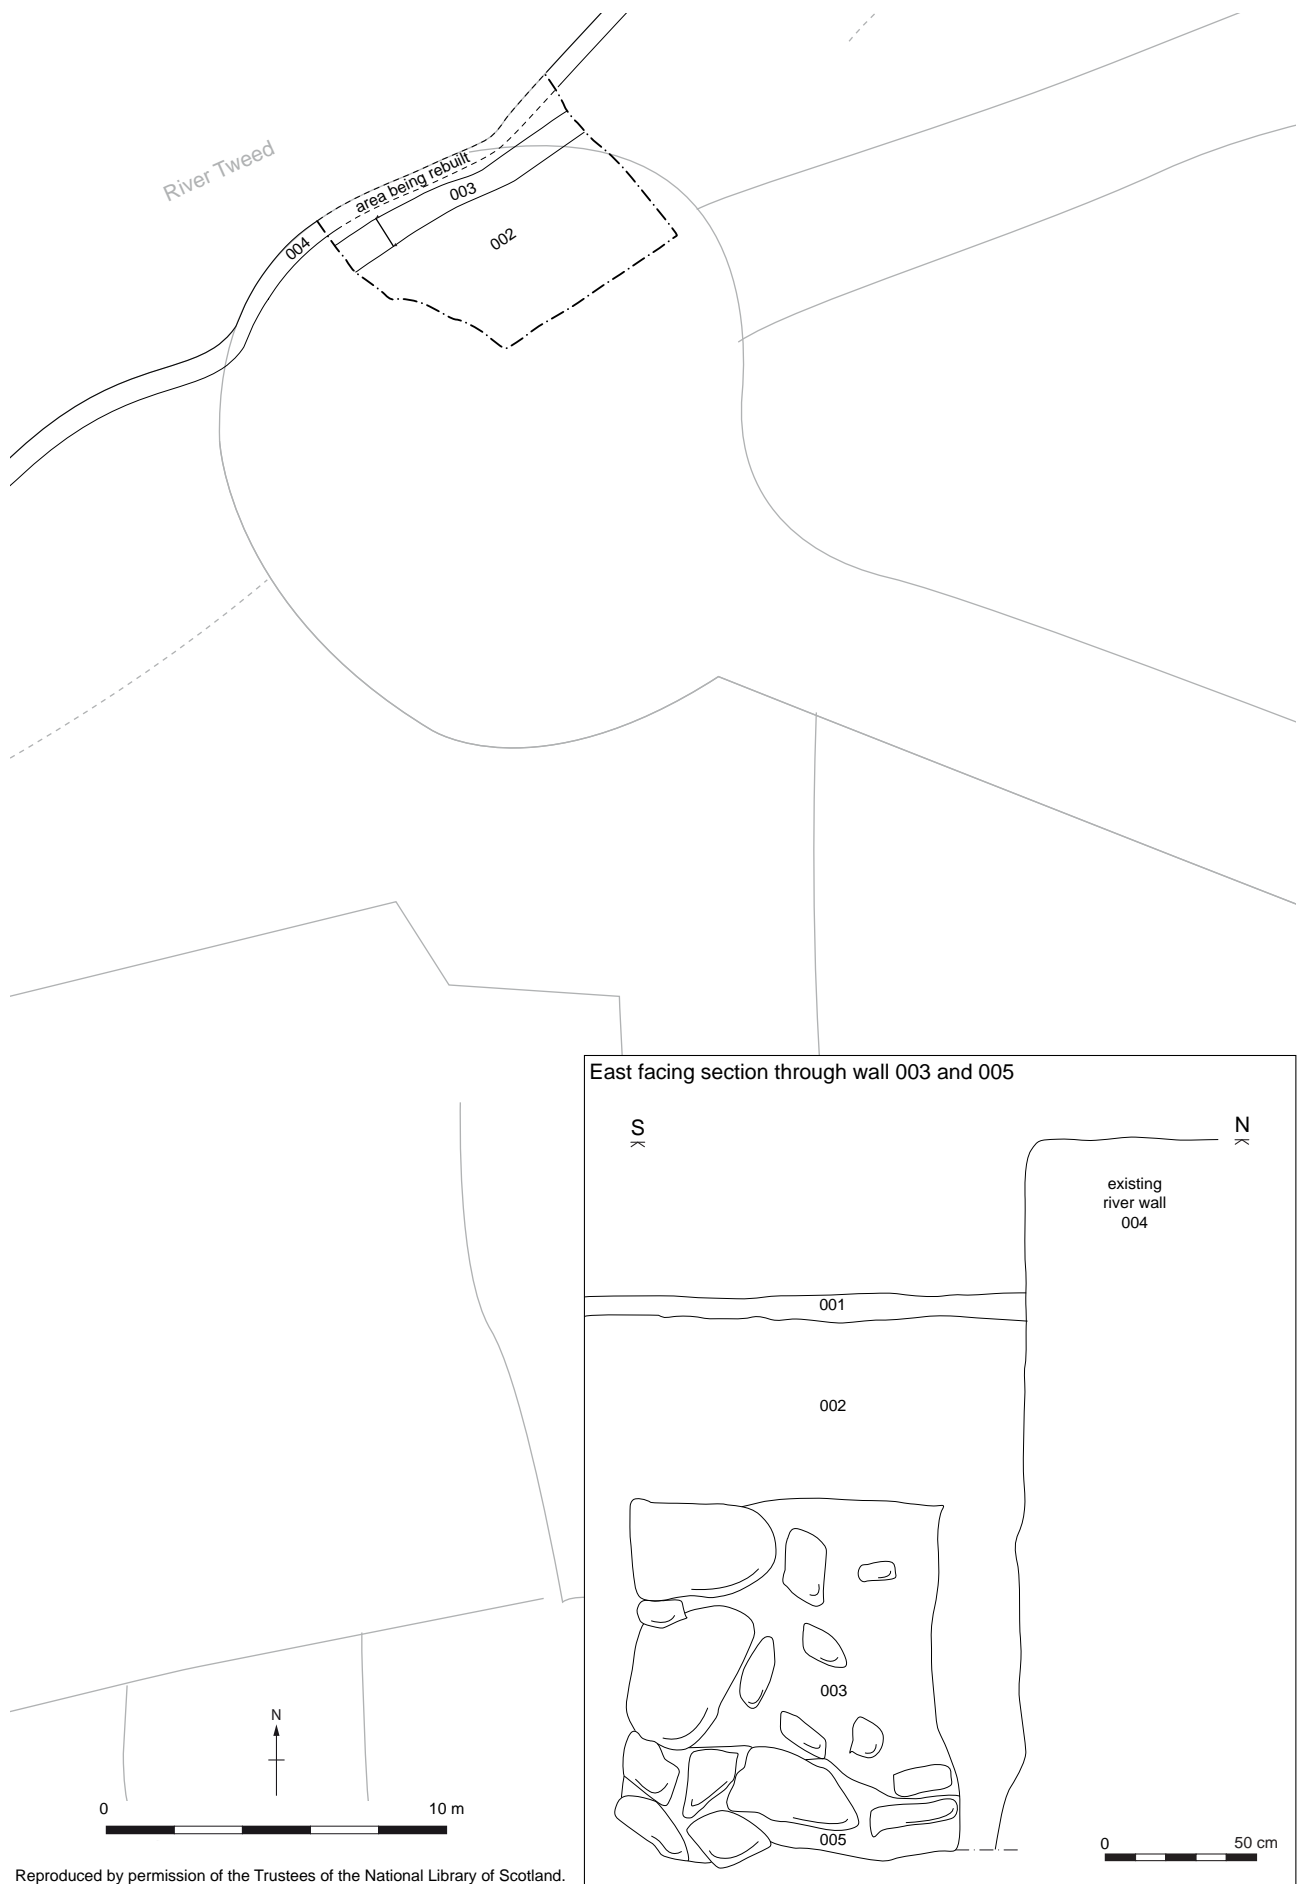 River Tweed
area being rebuilt
003
004
002
East facing section through wall 003 and 005
S
N
existing
river wall
004
001
002
003
005
0 50 cm
N
0 10 m
Reproduced by permission of the Trustees of the National Library of Scotland.